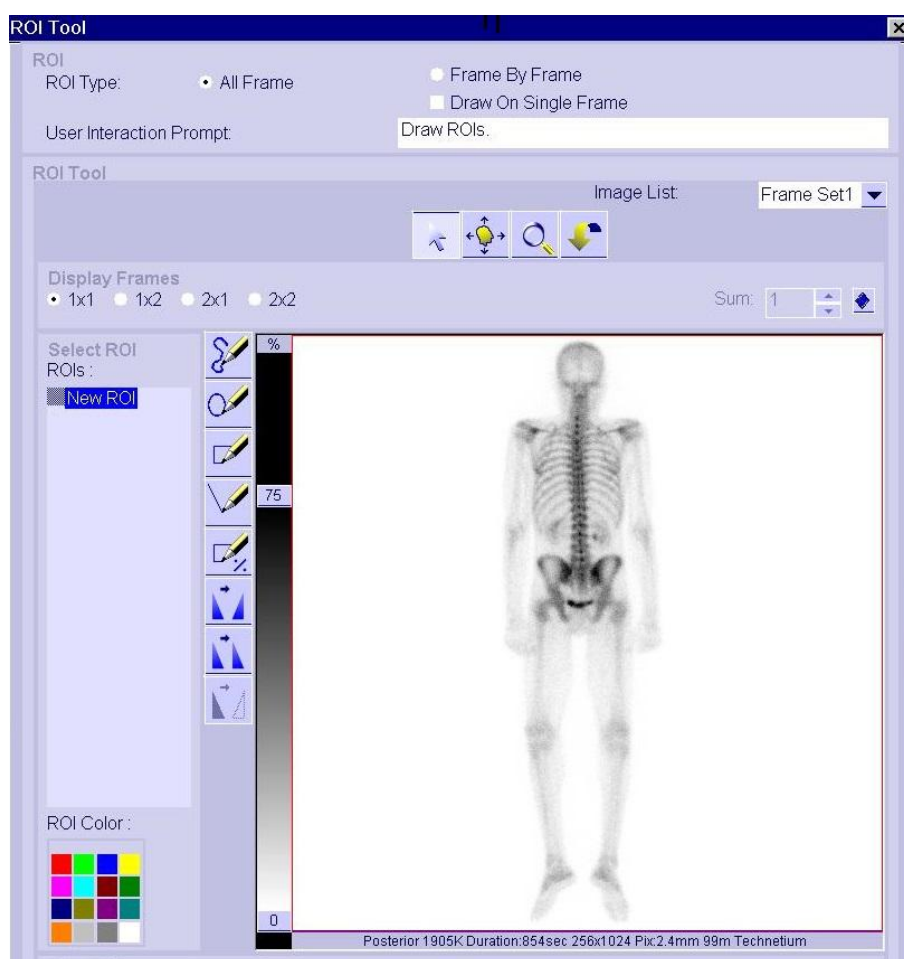 ROI Tool
ROI
ROI Type:
All Frame
Frame By Frame
Draw On Single Frame
User Interaction Prompt:
Draw ROIs.
ROI Tool
Image List:
Frame Set1
Display Frames
1x1
1x2
2x1
2x2
Sum:
1
Select ROI
ROIs :
New ROI
%
75
0
ROI Color :
Posterior 1905K Duration:854sec 256x1024 Pix:2.4mm 99m Technetium